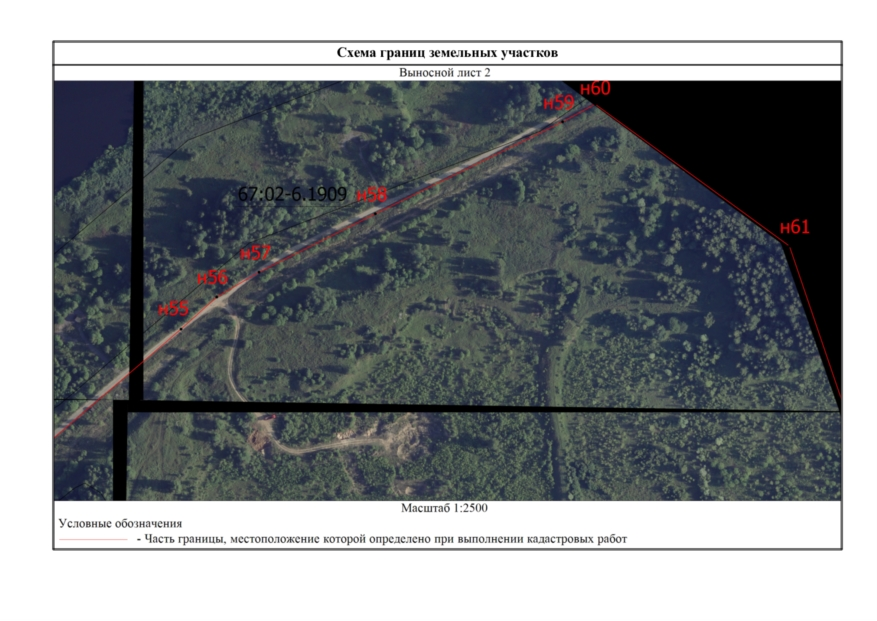 Схема границ земельных участков
Выносной лист 2
н60
н59
67:02-6.1909 н58
н61
н57
н56
н55
Масштаб 1:2500
Условные обозначения
- Часть границы, местоположение которой определено при выполнении кадастровых работ